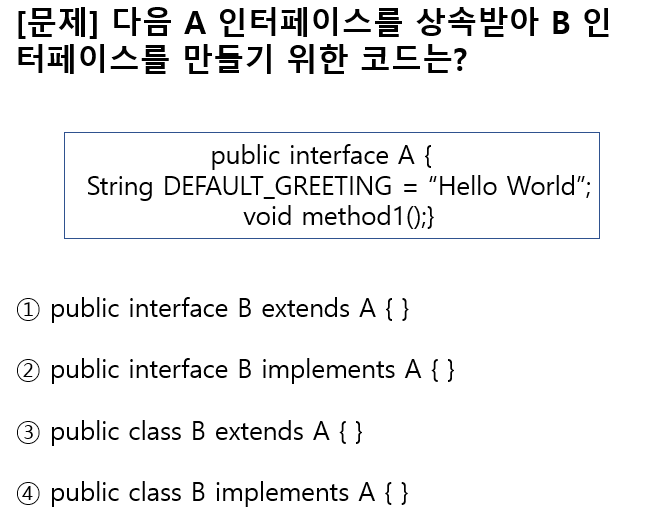 [문제] 다음 A 인터페이스를 상속받아 B 인
터페이스를 만들기 위한 코드는?
public interface A {
String DEFAULT_GREETING = “Hello World”;
void method1();}
① public interface B extends A { }
② public interface B implements A { }
③ public class B extends A { }
④ public class B implements A { }